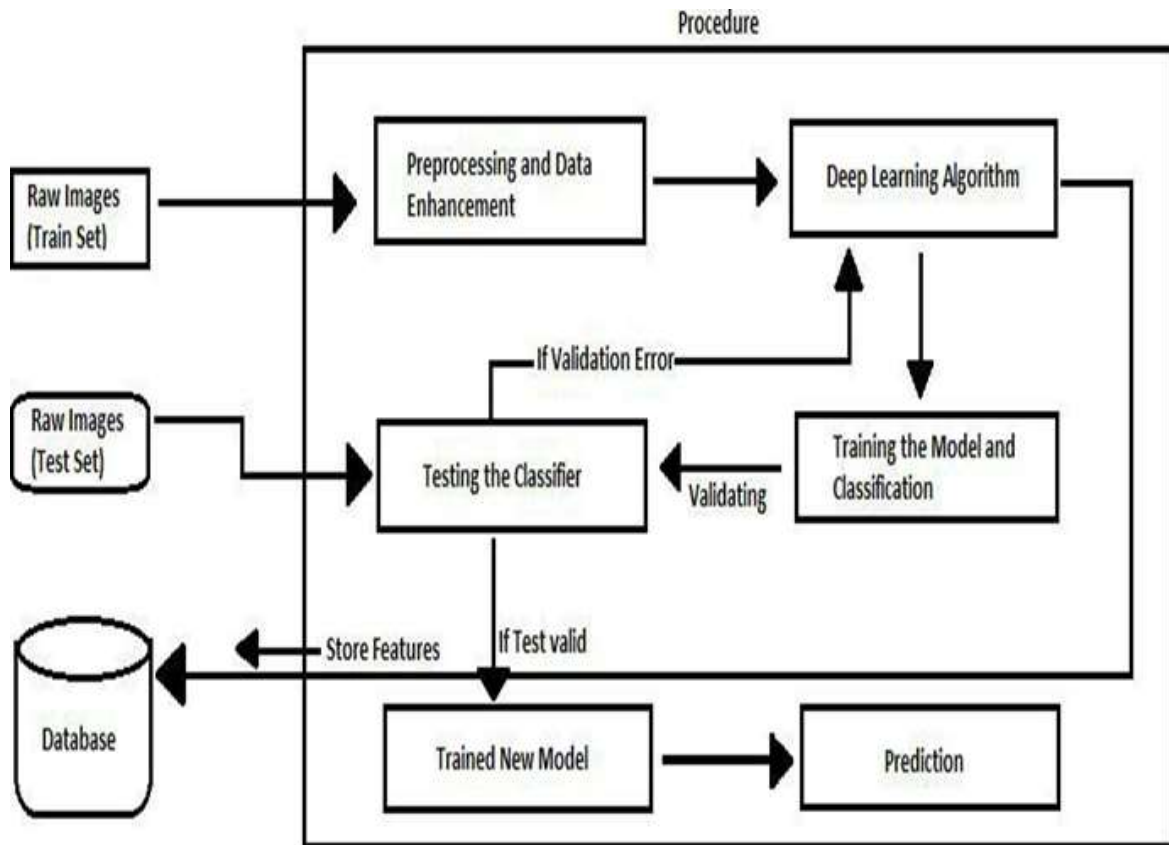 Procedure
Preprocessing and Data
Enhancement
Deep Learning Algorithm
Raw Images
(Train Set)
If Validation Error
Raw Images
(Test Set)
Testing the Classifier
Validating
Training the Model and
Classification
Store Features
If Test valid
Database
Trained New Model
Prediction